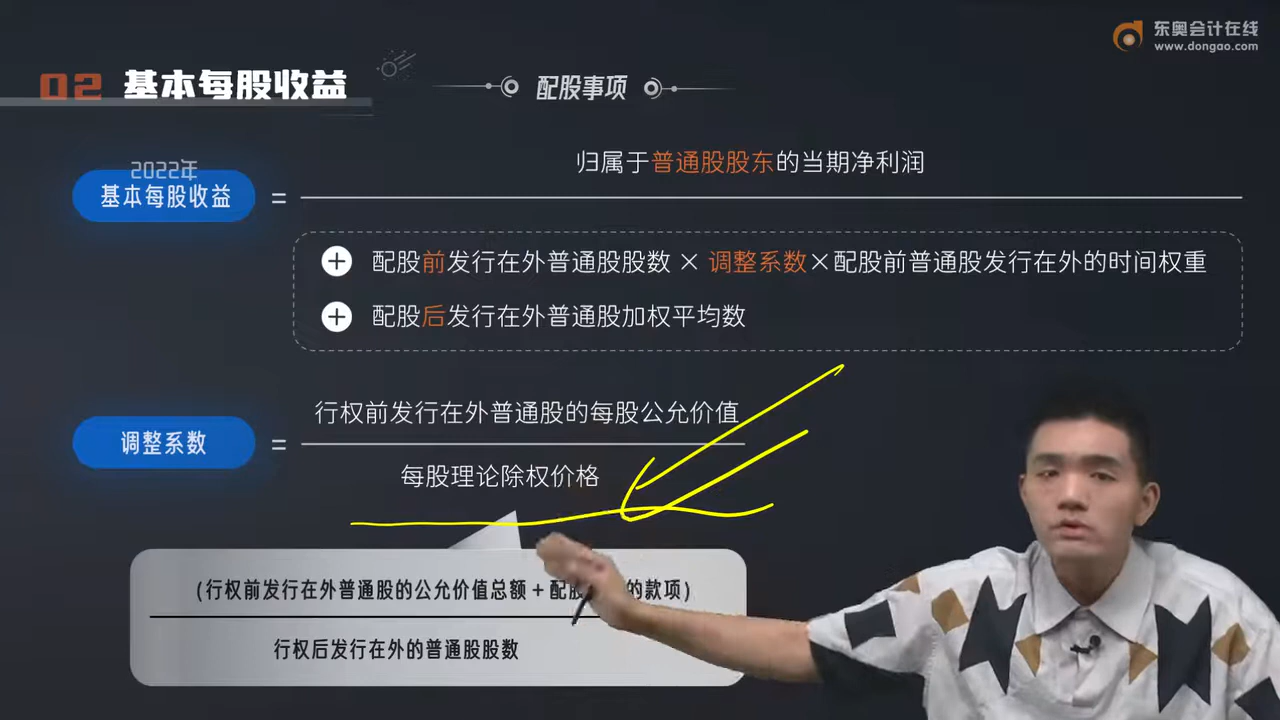 东奥会计在线
www.dongao.com
02 基本每股收益
配股事项
2022年
基本每股收益 =
归属于普通股股东的当期净利润
+ 配股前发行在外普通股股数 × 调整系数×配股前普通股发行在外的时间权重
+ 配股后发行在外普通股加权平均数
调整系数 =
行权前发行在外普通股的每股公允价值
每股理论除权价格
(行权前发行在外普通股的公允价值总额 + 配股 的款项)
行权后发行在外的普通股股数